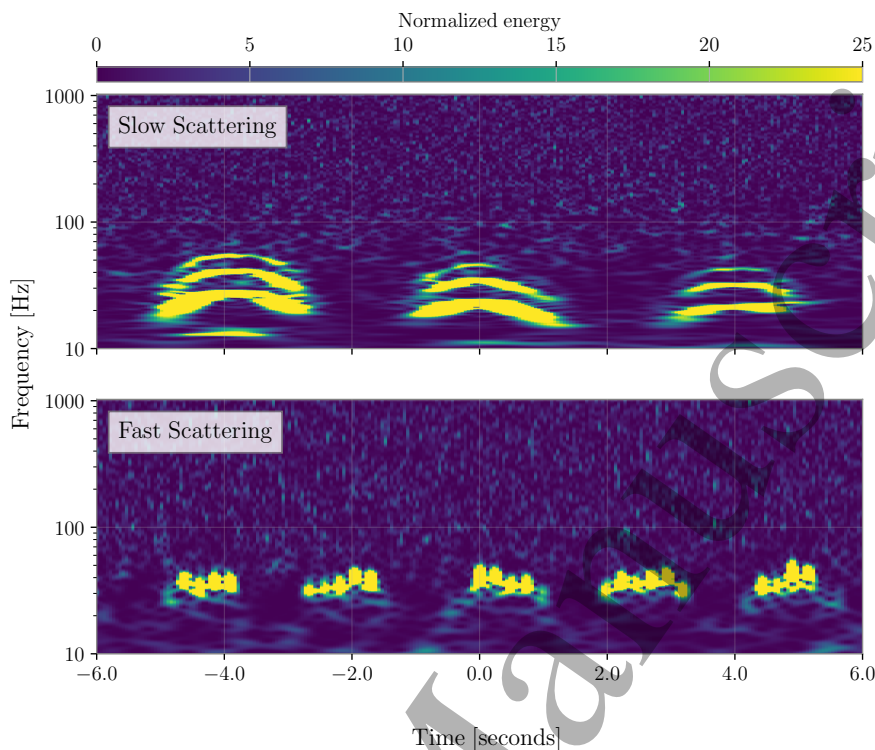 Normalized energy
0 5 10 15 20 25
1000
Slow Scattering
100
10
Frequency [Hz]
1000
Fast Scattering
100
10
−6.0 −4.0 −2.0 0.0 2.0 4.0 6.0
Time [seconds]
Manuscri